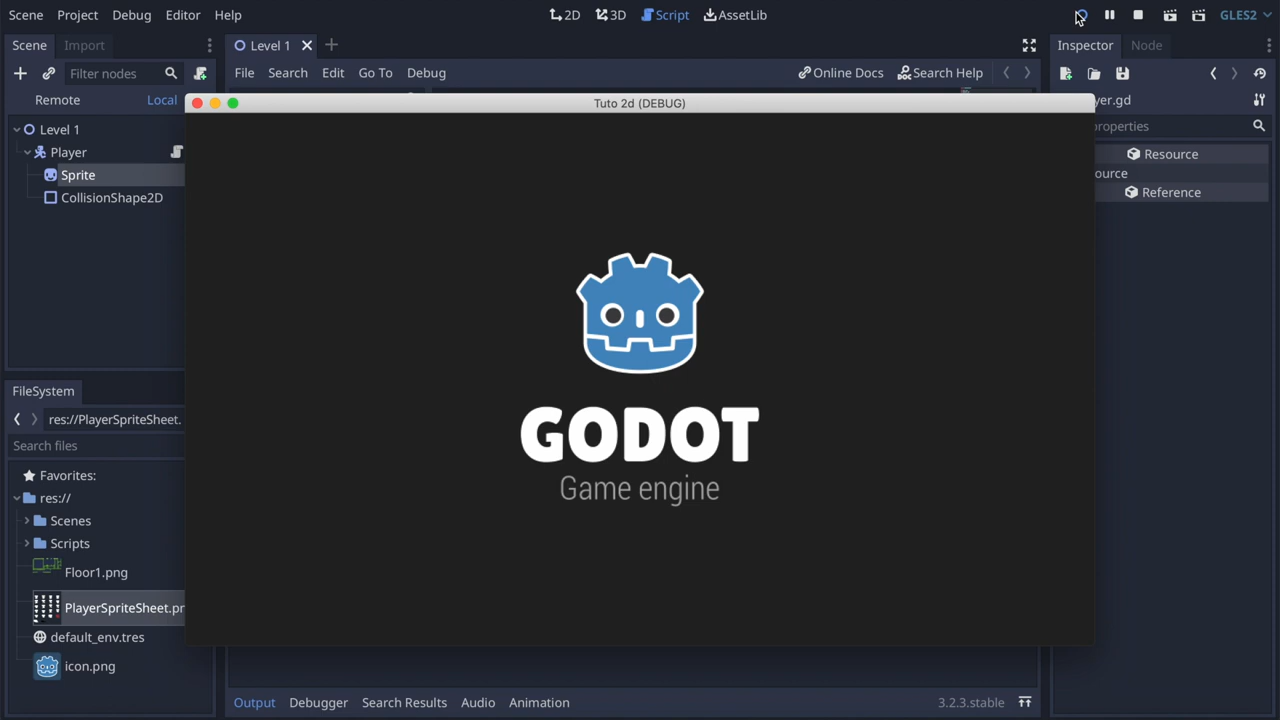 Scene Project Debug Editor Help
2D 3D Script AssetLib
GLES2
Scene Import
Level 1
Inspector Node
Filter nodes
File Search Edit Go To Debug
Online Docs Search Help
Remote Local
Tuto 2d (DEBUG)
yer.gd
properties
Level 1
Player
Sprite
CollisionShape2D
Resource
ource
Reference
GODOT
Game engine
FileSystem
res://PlayerSpriteSheet.
Search files
Favorites:
res://
Scenes
Scripts
Floor1.png
PlayerSpriteSheet.pr
default_env.tres
icon.png
Output Debugger Search Results Audio Animation
3.2.3.stable